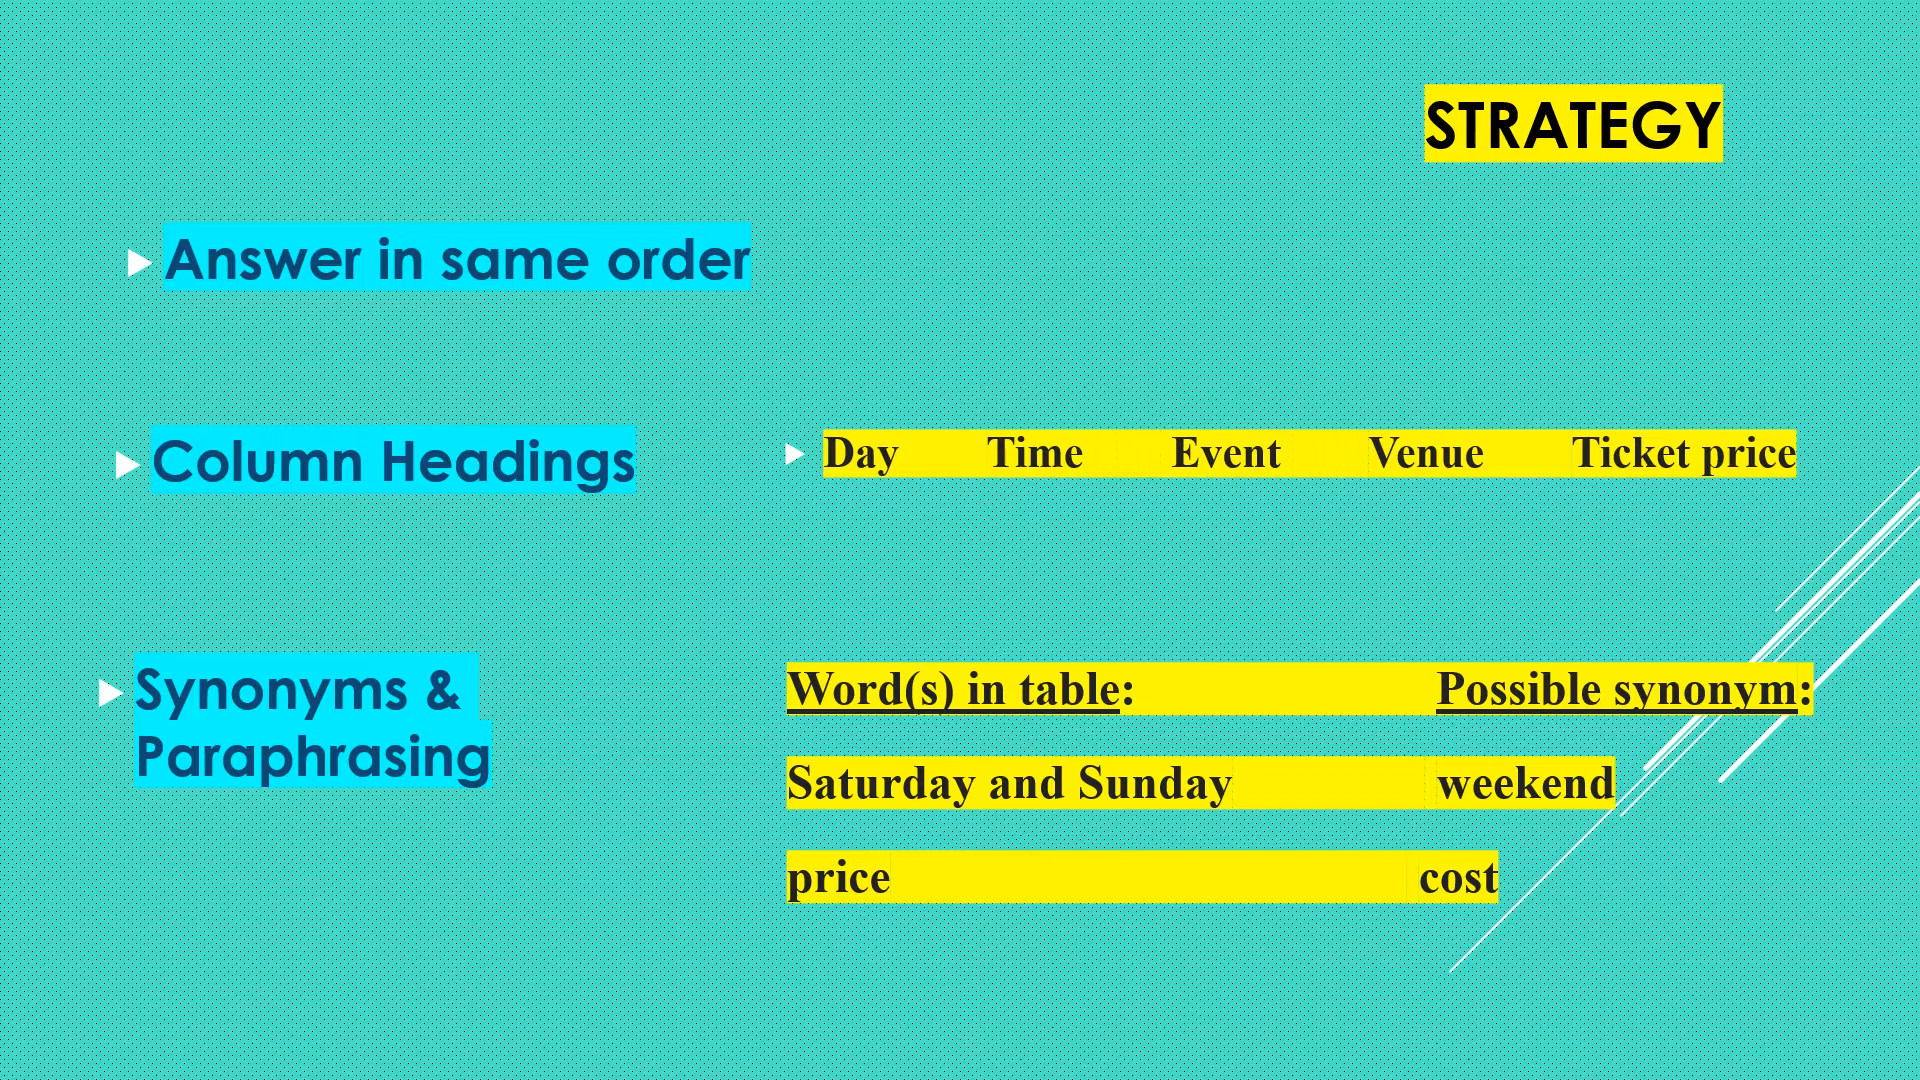 STRATEGY
Answer in same order
Column Headings
Day Time Event Venue Ticket price
Synonyms &
Paraphrasing
Word(s) in table: Possible synonym:
Saturday and Sunday weekend
price cost